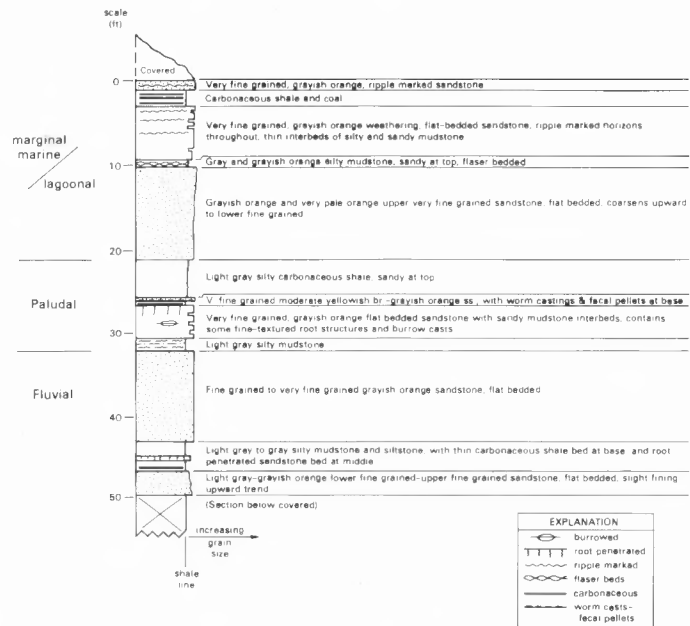 scale
(ft)
Covered
0
Very fine grained, grayish orange, ripple marked sandstone
Carbonaceous shale and coal
Very fine grained, grayish orange weathering, flat-bedded sandstone, ripple marked horizons
throughout, thin interbeds of silty and sandy mudstone
marginal
marine
lagoonal
10
Gray and grayish orange silty mudstone, sandy at top, flaser bedded
Grayish orange and very pale orange upper very fine grained sandstone, flat bedded, coarsens upward
to lower fine grained
20
Light gray silty carbonaceous shale, sandy at top
Paludal
V. fine grained moderate yellowish br -grayish orange ss, with worm castings & facal pellets at base
Very fine grained, grayish orange flat bedded sandstone with sandy mudstone interbeds, contains
some fine-textured root structures and burrow casts
30
Light gray silty mudstone
Fluvial
Fine grained to very fine grained grayish orange sandstone, flat bedded
40
Light grey to gray silty mudstone and siltstone, with thin carbonaceous shale bed at base and root
penetrated sandstone bed at middle
Light gray-grayish orange lower fine grained-upper fine grained sandstone, flat bedded, slight fining
upward trend
50
(Section below covered)
increasing
grain
size
shale
line
EXPLANATION
burrowed
root penetrated
ripple marked
flaser beds
carbonaceous
worm casts-
fecal pellets